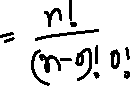 = n! / (n-0)! 0!